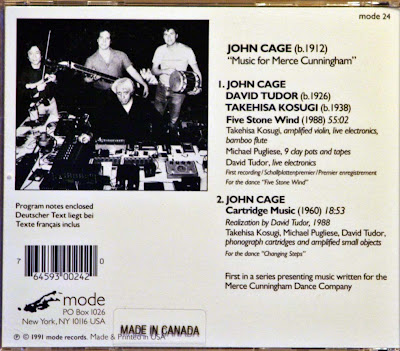 mode 24
JOHN CAGE (b.1912)
"Music for Merce Cunningham"
1. JOHN CAGE
DAVID TUDOR (b.1926)
TAKEHISA KOSUGI (b.1938)
Five Stone Wind (1988) 55:02
Takehisa Kosugi, amplified violin, live electronics,
bamboo flute
Michael Pugliese, 9 clay pots and tapes
David Tudor, live electronics
First recording / Schallplattenpremier / Premier enregistrement
For the dance "Five Stone Wind"
2. JOHN CAGE
Cartridge Music (1960) 18:53
Realization by David Tudor, 1988
Takehisa Kosugi, Michael Pugliese, David Tudor,
phonograph cartridges and amplified small objects
For the dance "Changing Steps"
First in a series presenting music written for the
Merce Cunningham Dance Company
Program notes enclosed
Deutscher Text liegt bei
Texte français inclus
7 64593 00242 0
mode
PO Box 1026
New York, NY 10116 USA
MADE IN CANADA
℗ © 1991 mode records. Made & Printed in USA